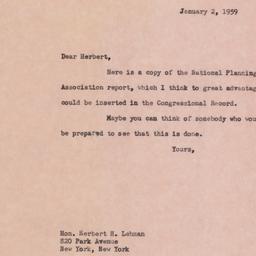 January 2, 1959
Dear Herbert,
Here is a copy of the National Planning
Association report, which I think to great advantag
could be inserted in the Congressional Record.
Maybe you can think of somebody who wou
be prepared to see that this is done.
Yours,
Hon. Herbert H. Lehman
820 Park Avenue
New York, New York